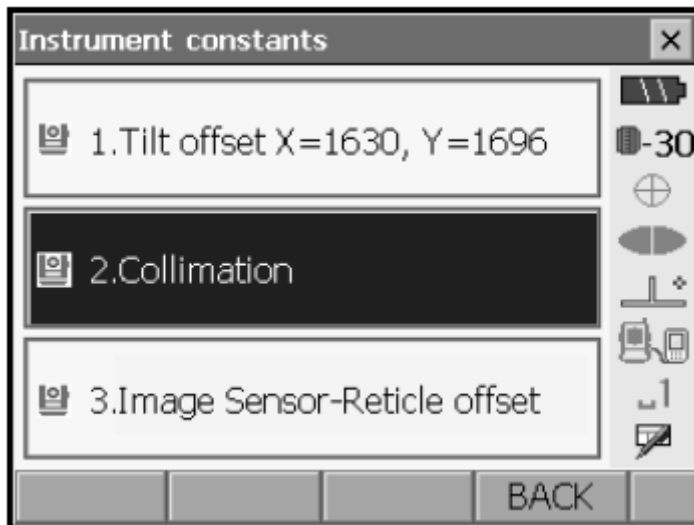 Instrument constants
1.Tilt offset X=1630, Y=1696
-30
2.Collimation
3.Image Sensor-Reticle offset
1
BACK